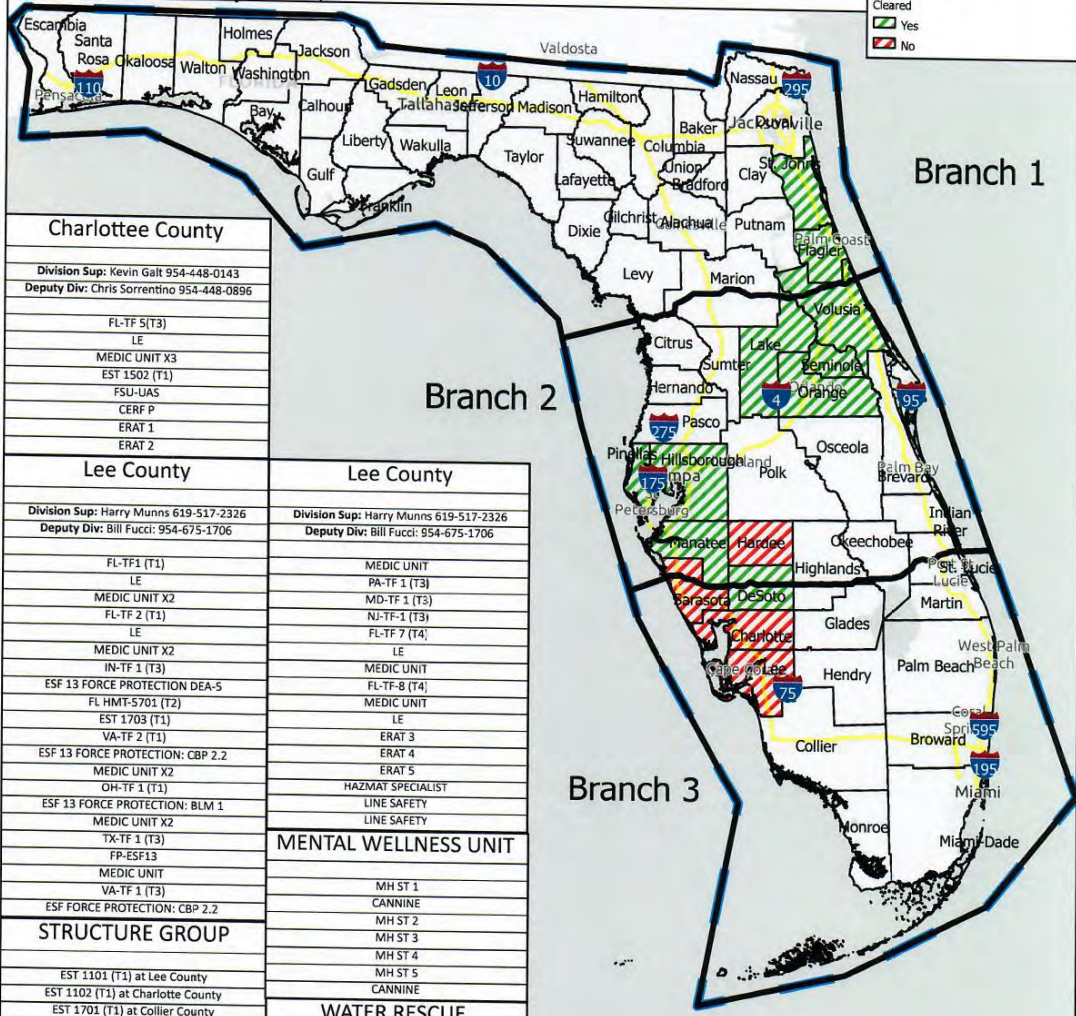 Cleared
Yes
No
Escambia
Santa
Rosa
Okaloosa
Walton
Holmes
Washington
Jackson
FLORIDA
Pensacola
110
Bay
Calhoun
Gulf
Liberty
Gadsden
Leon
Tallahassee
Jefferson
Wakulla
Franklin
10
Valdosta
Madison
Hamilton
Taylor
Suwannee
Lafayette
Columbia
Baker
Union
Bradford
Nassau
295
Duval
Jacksonville
Clay
St. Johns
Dixie
Gilchrist
Alachua
Gainesville
Putnam
Palm Coast
Flagler
Levy
Marion
Volusia
Branch 1
Citrus
Sumter
Lake
Seminole
Hernando
4
Orlando
Orange
95
Branch 2
275
Pasco
Osceola
Pinellas
Hillsborough
175
Polk
Palm Bay
Brevard
St.
Petersburg
Indian
River
Manatee
Hardee
Okeechobee
Highlands
Port St.
Lucie
St. Lucie
Sarasota
DeSoto
Martin
Charlotte
Glades
Cape Coral
Lee
75
Hendry
Palm Beach
West Palm
Beach
Coral
Springs
595
Collier
Broward
195
Miami
Branch 3
Monroe
Miami-Dade
Charlottee County
Division Sup: Kevin Galt 954-448-0143
Deputy Div: Chris Sorrentino 954-448-0896
FL-TF 5(T3)
LE
MEDIC UNIT X3
EST 1502 (T1)
FSU-UAS
CERF P
ERAT 1
ERAT 2
Lee County
Division Sup: Harry Munns 619-517-2326
Deputy Div: Bill Fucci: 954-675-1706
FL-TF1 (T1)
LE
MEDIC UNIT X2
FL-TF 2 (T1)
LE
MEDIC UNIT X2
IN-TF 1 (T3)
ESF 13 FORCE PROTECTION DEA-5
FL HMT-5701 (T2)
EST 1703 (T1)
VA-TF 2 (T1)
ESF 13 FORCE PROTECTION: CBP 2.2
MEDIC UNIT X2
OH-TF 1 (T1)
ESF 13 FORCE PROTECTION: BLM 1
MEDIC UNIT X2
TX-TF 1 (T3)
FP-ESF13
MEDIC UNIT
VA-TF 1 (T3)
ESF FORCE PROTECTION: CBP 2.2
STRUCTURE GROUP
EST 1101 (T1) at Lee County
EST 1102 (T1) at Charlotte County
EST 1701 (T1) at Collier County
Lee County
Division Sup: Harry Munns 619-517-2326
Deputy Div: Bill Fucci: 954-675-1706
MEDIC UNIT
PA-TF 1 (T3)
MD-TF 1 (T3)
NJ-TF-1 (T3)
FL-TF 7 (T4)
LE
MEDIC UNIT
FL-TF-8 (T4)
MEDIC UNIT
LE
ERAT 3
ERAT 4
ERAT 5
HAZMAT SPECIALIST
LINE SAFETY
LINE SAFETY
MENTAL WELLNESS UNIT
MH ST 1
CANNINE
MH ST 2
MH ST 3
MH ST 4
MH ST 5
CANNINE
WATER RESCUE